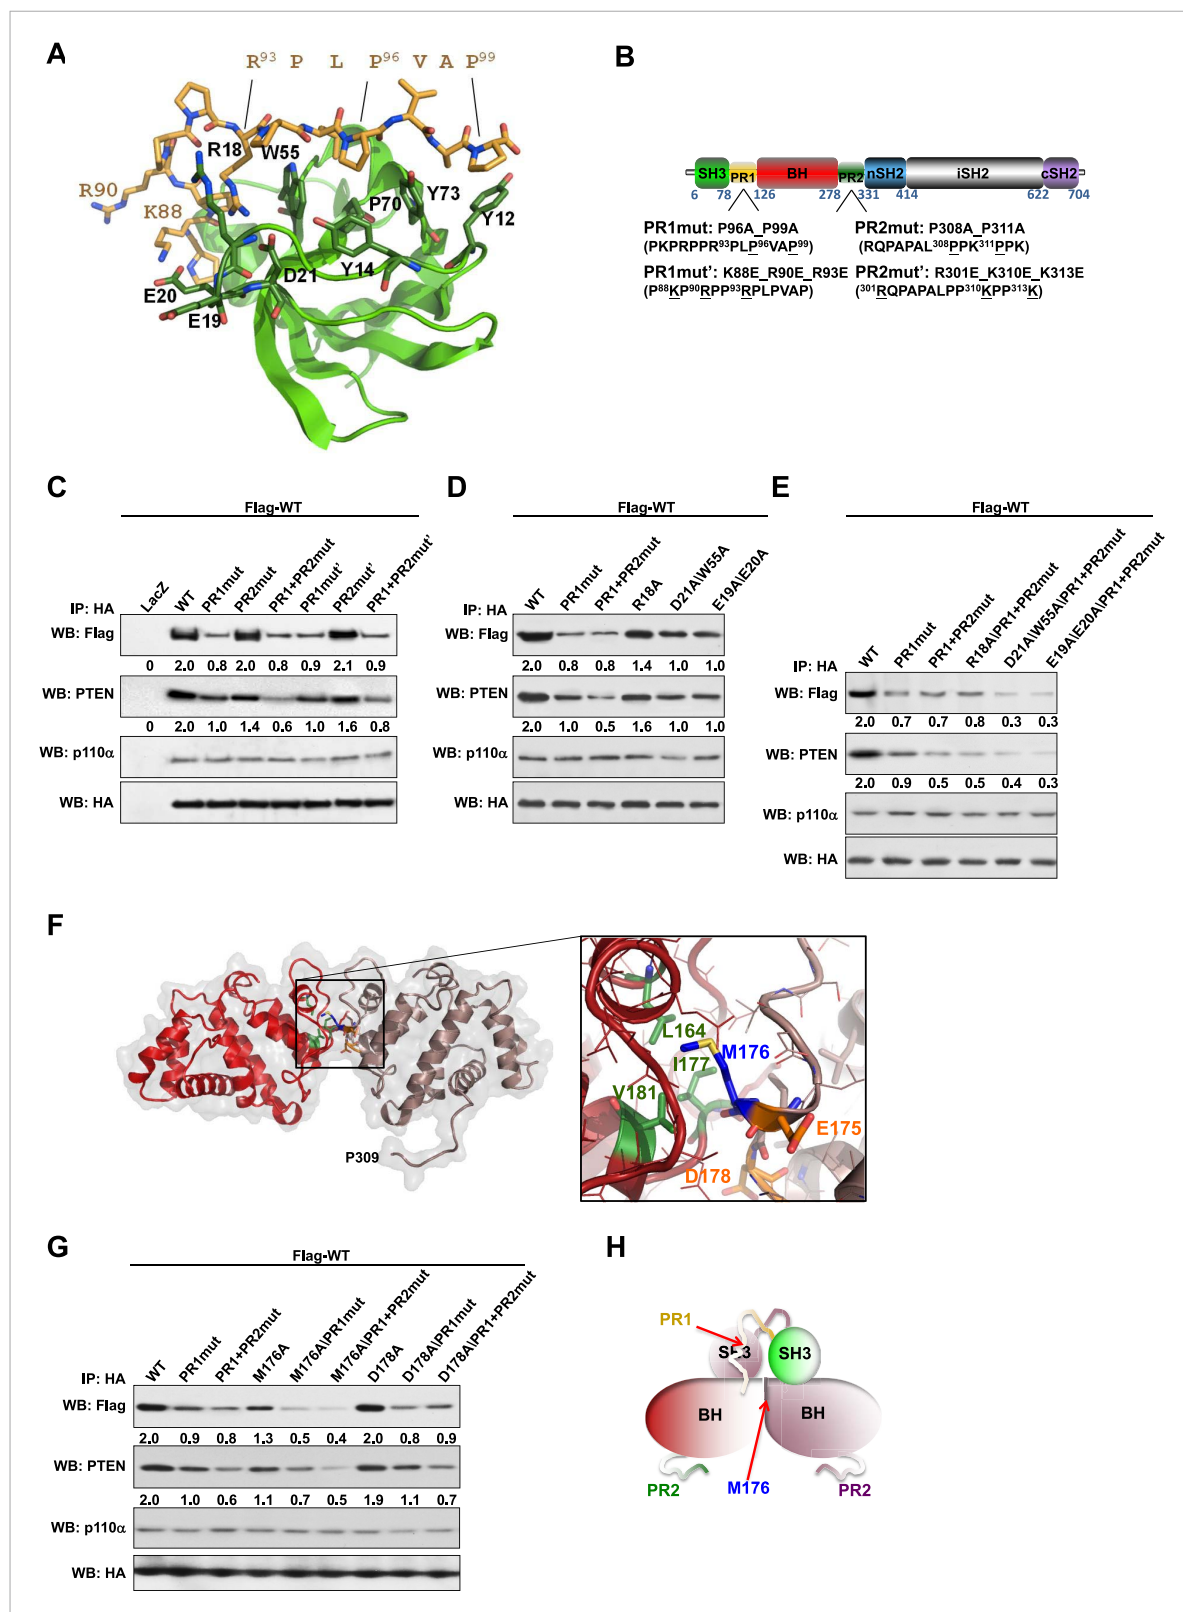 A
R93 P L P96 V A P99
R18
W55
R90
K88
P70
Y73
Y12
D21
Y14
E20
E19
B
SH3 PR1 BH PR2 nSH2 iSH2 cSH2
6 78 126 278 331 414 622 704
PR1mut: P96A_P99A
(PKPRPPR93PLP96VAP99)
PR2mut: P308A_P311A
(RQPAPAL308PPK311PPK)
PR1mut’: K88E_R90E_R93E
(P88KP90RPP93RPLPVAP)
PR2mut’: R301E_K310E_K313E
(301RQPAPALPP310KPP313K)
C
Flag-WT
LacZ
WT
PR1mut
PR2mut
PR1+PR2mut
PR1mut’
PR2mut’
PR1+PR2mut’
IP: HA
WB: Flag
0 2.0 0.8 2.0 0.8 0.9 2.1 0.9
WB: PTEN
0 2.0 1.0 1.4 0.6 1.0 1.6 0.8
WB: p110α
WB: HA
D
Flag-WT
WT
PR1mut
PR1+PR2mut
R18A
D21A\W55A
E19A\E20A
IP: HA
WB: Flag
2.0 0.8 0.8 1.4 1.0 1.0
WB: PTEN
2.0 1.0 0.5 1.6 1.0 1.0
WB: p110α
WB: HA
E
Flag-WT
WT
PR1mut
PR1+PR2mut
R18A\PR1+PR2mut
D21A\W55A\PR1+PR2mut
E19A\E20A\PR1+PR2mut
IP: HA
WB: Flag
2.0 0.7 0.7 0.8 0.3 0.3
WB: PTEN
2.0 0.9 0.5 0.5 0.4 0.3
WB: p110α
WB: HA
F
P309
L164
M176
I177
V181
E175
D178
G
Flag-WT
WT
PR1mut
PR1+PR2mut
M176A
M176A\PR1mut
M176A\PR1+PR2mut
D178A
D178A\PR1mut
D178A\PR1+PR2mut
IP: HA
WB: Flag
2.0 0.9 0.8 1.3 0.5 0.4 2.0 0.8 0.9
WB: PTEN
2.0 1.0 0.6 1.1 0.7 0.5 1.9 1.1 0.7
WB: p110α
WB: HA
H
PR1
SH3 SH3
BH BH
PR2 M176 PR2